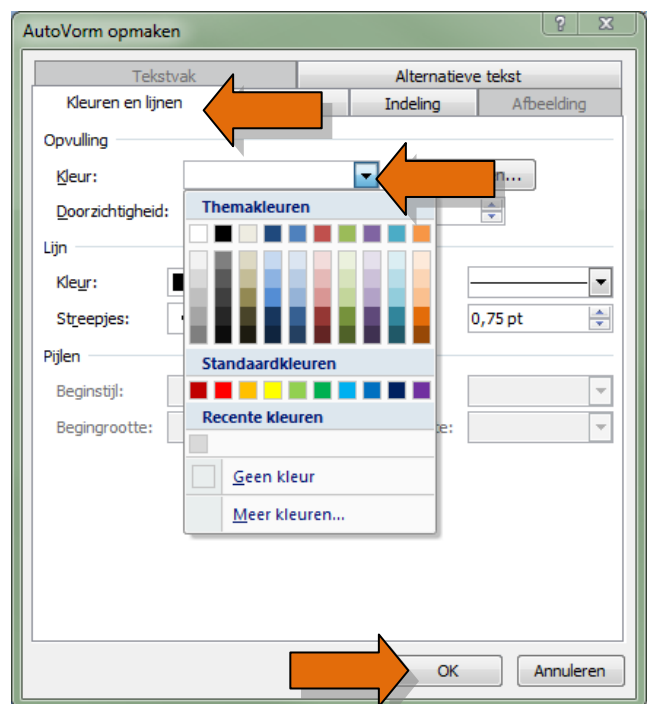 AutoVorm opmaken
Tekstvak Alternatieve tekst
Kleuren en lijnen Indeling Afbeelding
Opvulling
Kleur:
Doorzichtigheid: Themakleuren
Lijn
Kleur:
Streepjes: 0,75 pt
Pijlen Standaardkleuren
Beginstijl:
Recente kleuren
Begingrootte:
Geen kleur
Meer kleuren...
OK Annuleren